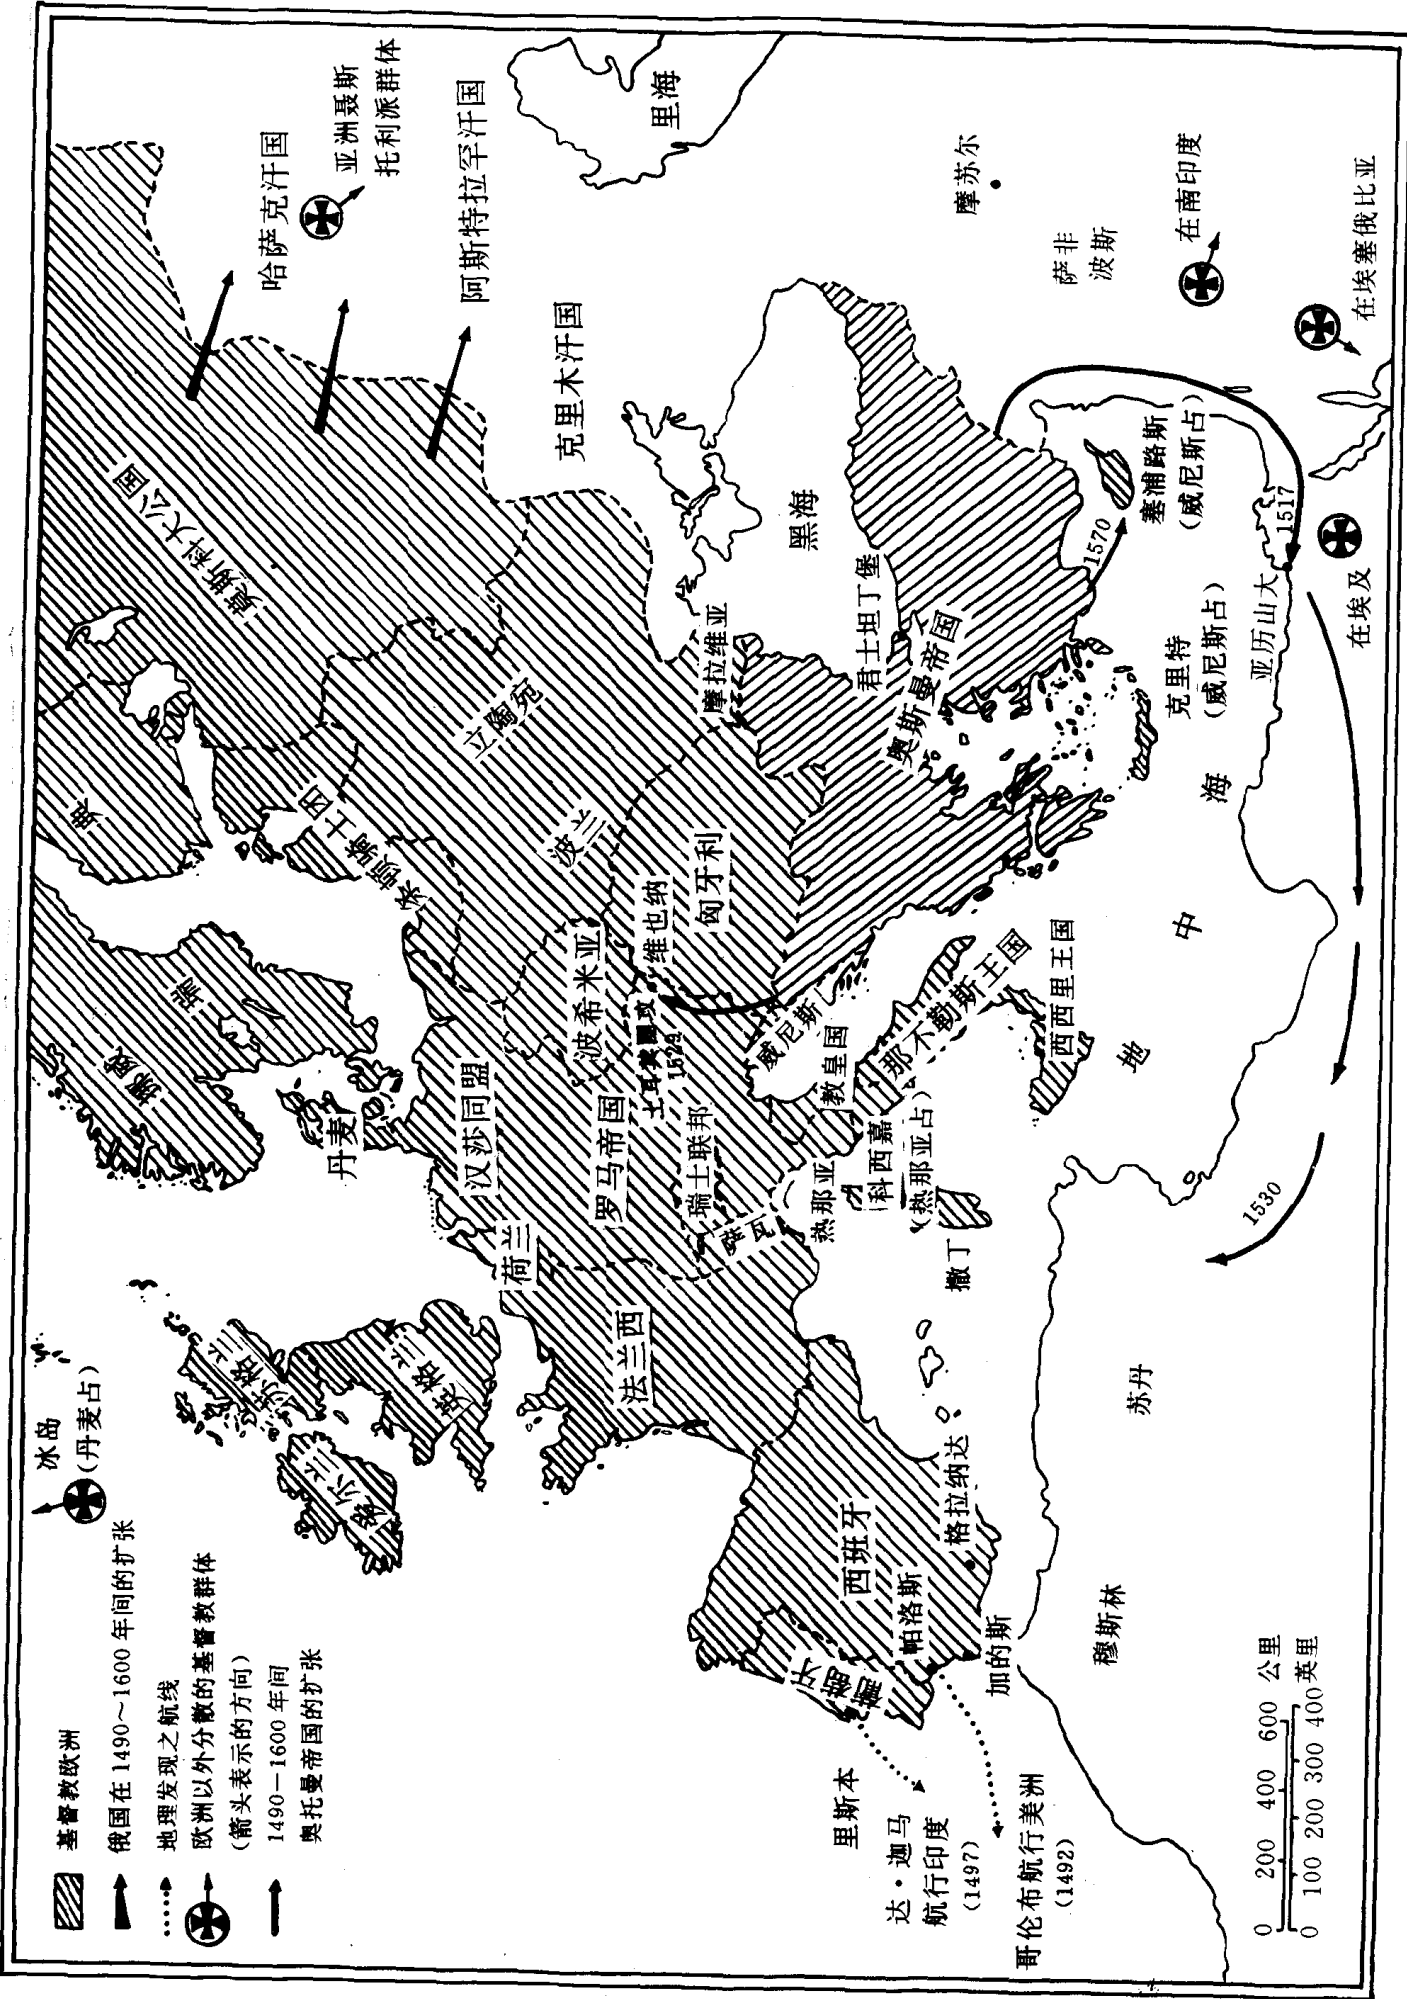 基督教欧洲
俄国在1490~1600年间的扩张
地理发现之航线
欧洲以外分散的基督教群体
(箭头表示的方向)
1490-1600年间
奥托曼帝国的扩张
冰岛
(丹麦占)
挪威
瑞
典
芬
丹麦
苏格兰
英格兰
爱尔兰
荷兰
汉莎同盟
条顿骑士团
莫斯科大公国
哈萨克汗国
亚洲聂斯
托利派群体
阿斯特拉罕汗国
克里木汗国
里海
立陶宛
波兰
波希米亚
罗马帝国
维也纳
土耳其围攻
1529
匈牙利
摩拉维亚
黑海
瑞士联邦
法兰西
威尼斯
教皇国
那不勒斯王国
西西里王国
热那亚
科西嘉
(热那亚占)
撒丁
君士坦丁堡
奥斯曼帝国
摩苏尔
萨非
波斯
在南印度
在埃塞俄比亚
塞浦路斯
(威尼斯占)
1570
克里特
(威尼斯占)
亚历山大
1517
在埃及
地
中
海
1530
西班牙
葡萄牙
帕洛斯
格拉纳达
加的斯
里斯本
达·迦马
航行印度
(1497)
哥伦布航行美洲
(1492)
穆斯林
苏丹
0 200 400 600 公里
0 100 200 300 400英里